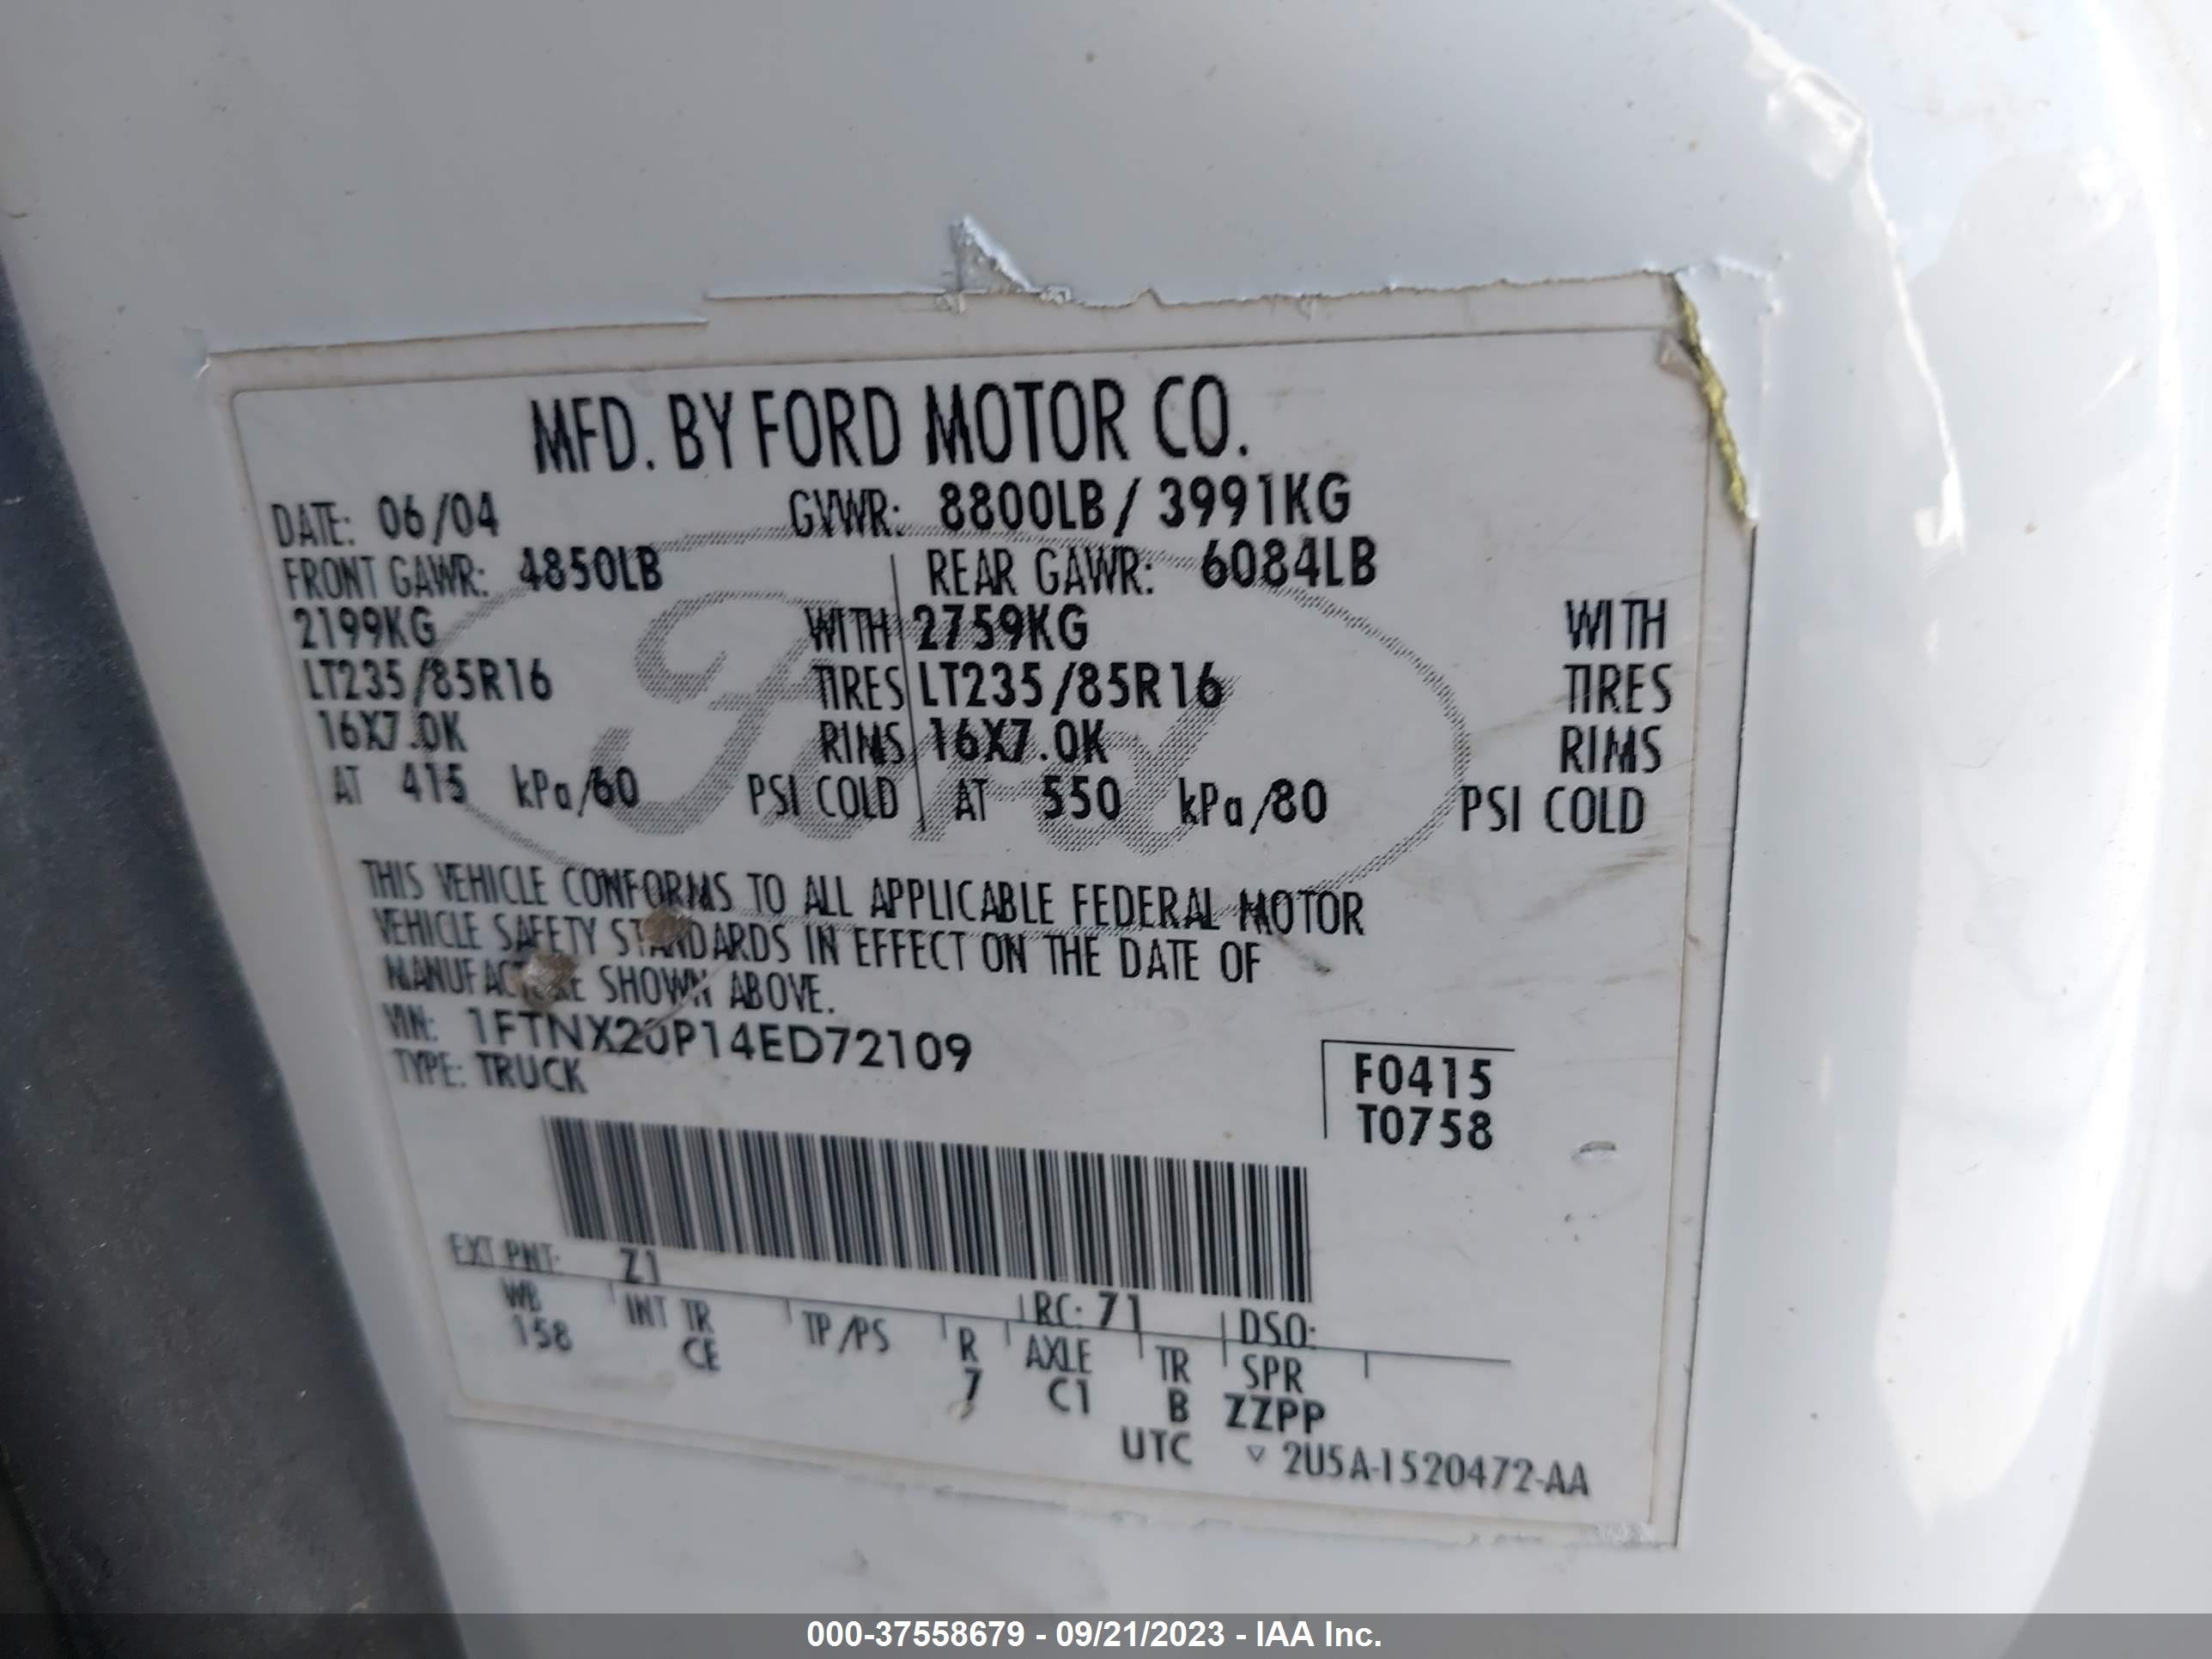 MFD. BY FORD MOTOR CO.
DATE: 06/04 GVWR: 8800LB / 3991KG
FRONT GAWR: 4850LB REAR GAWR: 6084LB
2199KG WITH 2759KG WITH
LT235/85R16 TIRES LT235/85R16 TIRES
16X7.0K RIMS 16X7.0K RIMS
AT 415 kPa/60 PSI COLD AT 550 kPa/80 PSI COLD
Ford
THIS VEHICLE CONFORMS TO ALL APPLICABLE FEDERAL MOTOR
VEHICLE SAFETY STANDARDS IN EFFECT ON THE DATE OF
MANUFACTURE SHOWN ABOVE.
VIN: 1FTNX20P14ED72109
TYPE: TRUCK
F0415
T0758
EXT PNT: Z1 RC: 71 DSO:
WB INT TR TP/PS R AXLE TR SPR
158 CE 7 C1 B ZZPP
UTC ▽ 2U5A-1520472-AA
000-37558679 - 09/21/2023 - IAA Inc.